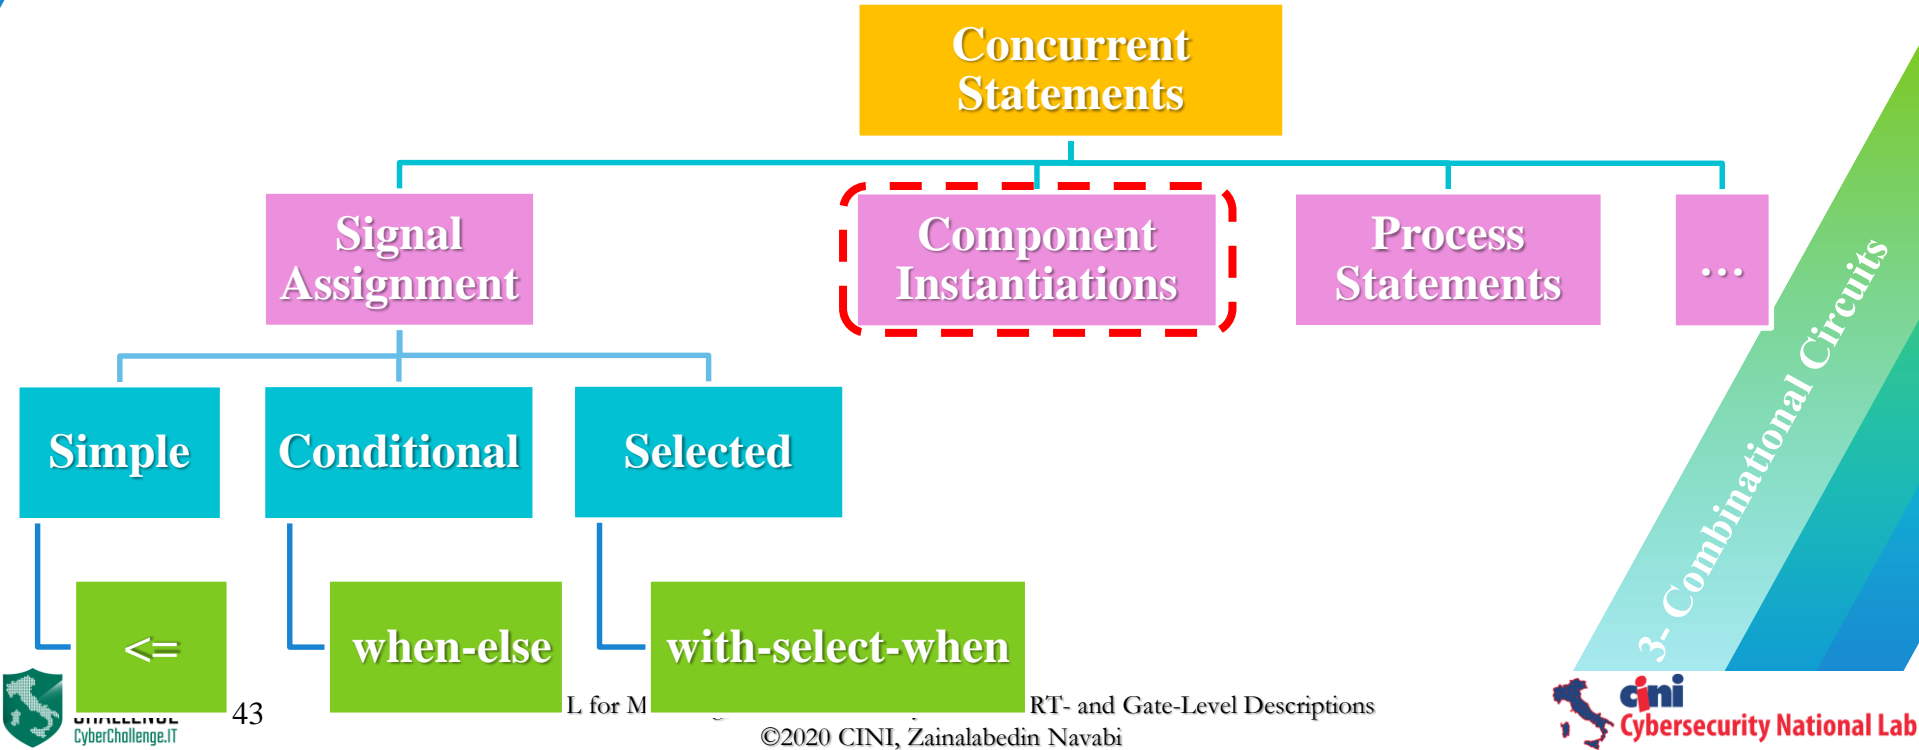 Concurrent
Statements
Signal
Assignment
Component
Instantiations
Process
Statements
...
Simple
Conditional
Selected
<=
when-else
with-select-when
3- Combinational Circuits
CyberChallenge.IT
43
L for M
RT- and Gate-Level Descriptions
©2020 CINI, Zainalabedin Navabi
cini
Cybersecurity National Lab